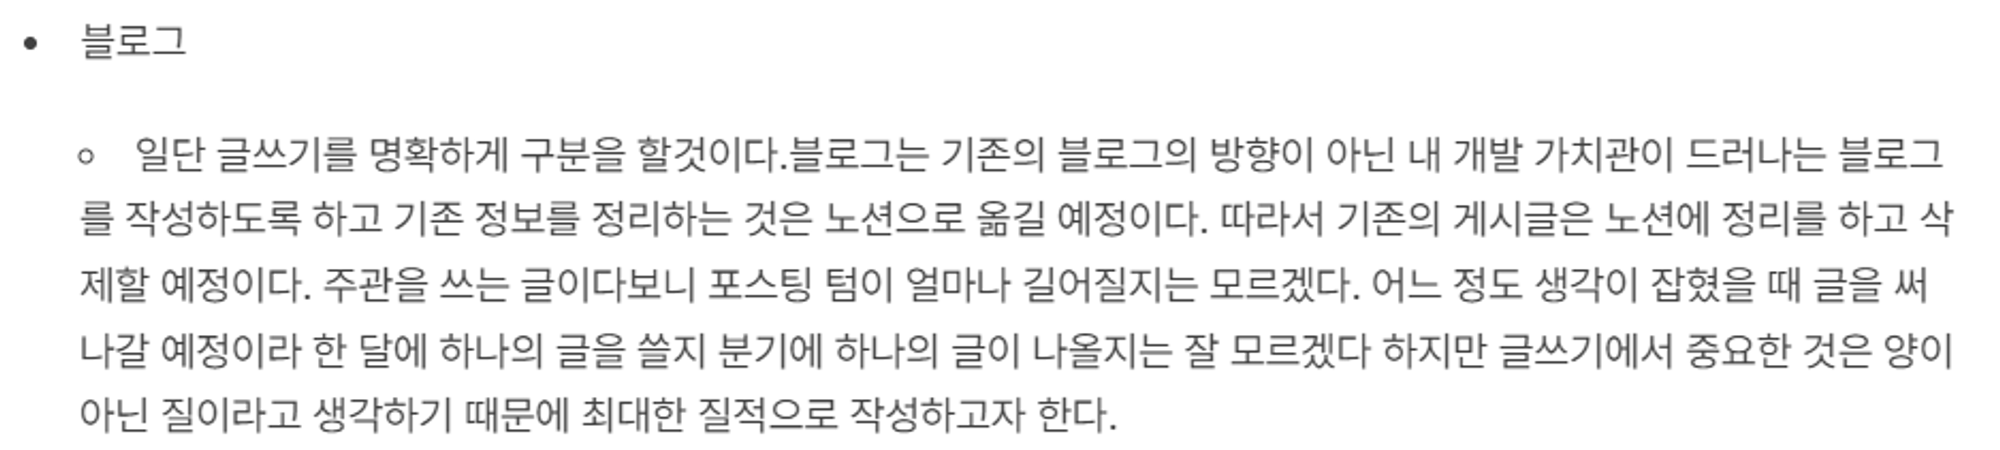 • 블로그
○ 일단 글쓰기를 명확하게 구분을 할것이다.블로그는 기존의 블로그의 방향이 아닌 내 개발 가치관이 드러나는 블로그
를 작성하도록 하고 기존 정보를 정리하는 것은 노션으로 옮길 예정이다. 따라서 기존의 게시글은 노션에 정리를 하고 삭
제할 예정이다. 주관을 쓰는 글이다보니 포스팅 텀이 얼마나 길어질지는 모르겠다. 어느 정도 생각이 잡혔을 때 글을 써
나갈 예정이라 한 달에 하나의 글을 쓸지 분기에 하나의 글이 나올지는 잘 모르겠다 하지만 글쓰기에서 중요한 것은 양이
아닌 질이라고 생각하기 때문에 최대한 질적으로 작성하고자 한다.